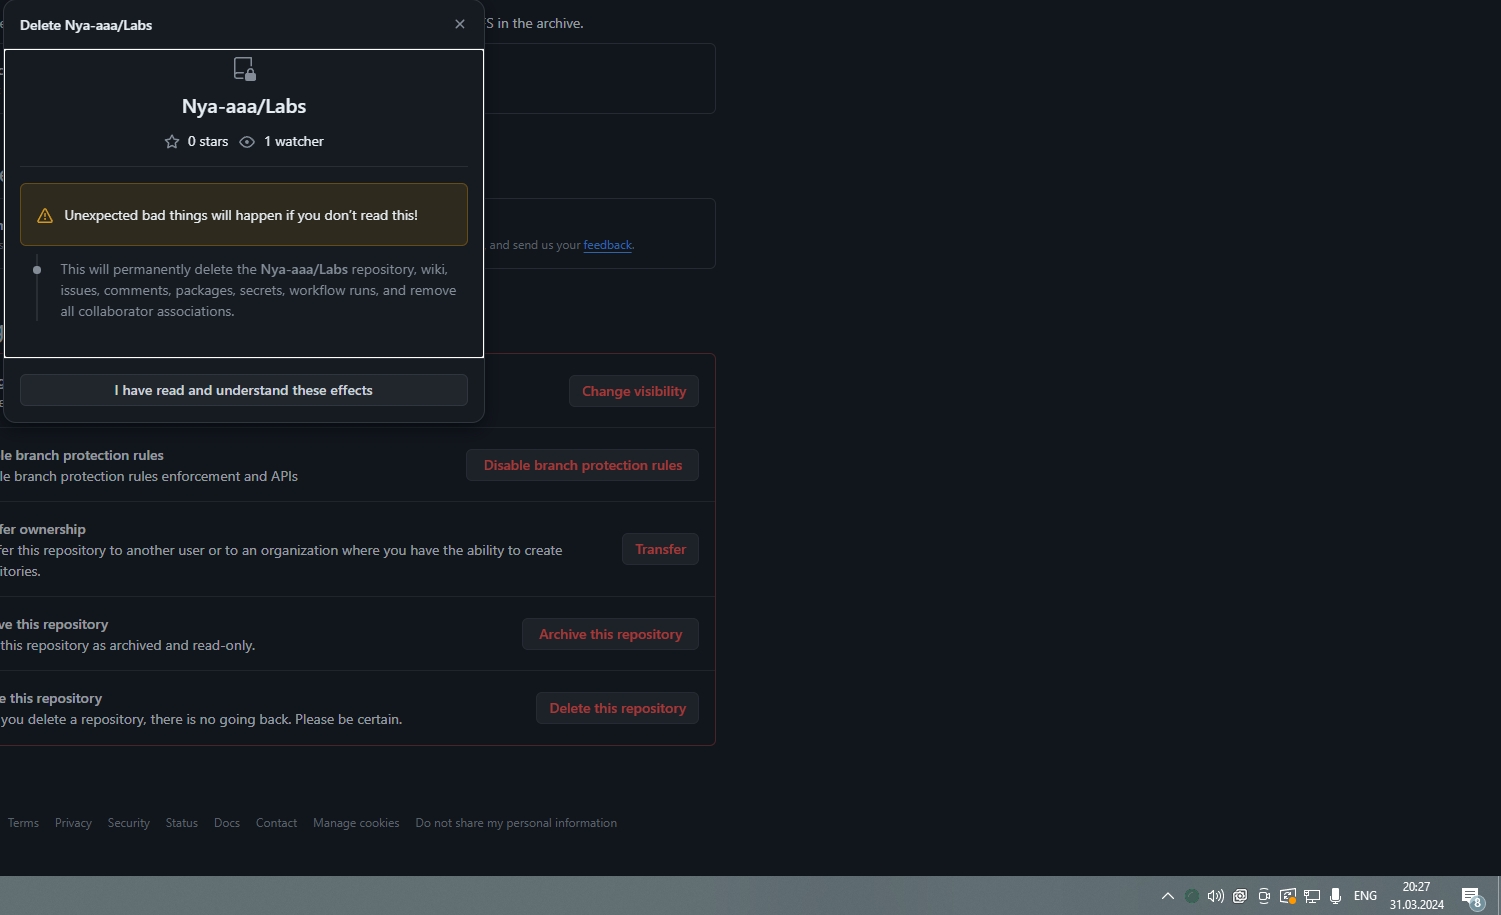 Delete Nya-aaa/Labs
S in the archive.
Nya-aaa/Labs
0 stars 1 watcher
Unexpected bad things will happen if you don't read this!
, and send us your feedback.
This will permanently delete the Nya-aaa/Labs repository, wiki,
issues, comments, packages, secrets, workflow runs, and remove
all collaborator associations.
I have read and understand these effects
Change visibility
le branch protection rules
le branch protection rules enforcement and APIs
Disable branch protection rules
fer ownership
fer this repository to another user or to an organization where you have the ability to create
itories.
Transfer
ve this repository
this repository as archived and read-only.
Archive this repository
e this repository
you delete a repository, there is no going back. Please be certain.
Delete this repository
Terms Privacy Security Status Docs Contact Manage cookies Do not share my personal information
ENG
20:27
31.03.2024
8